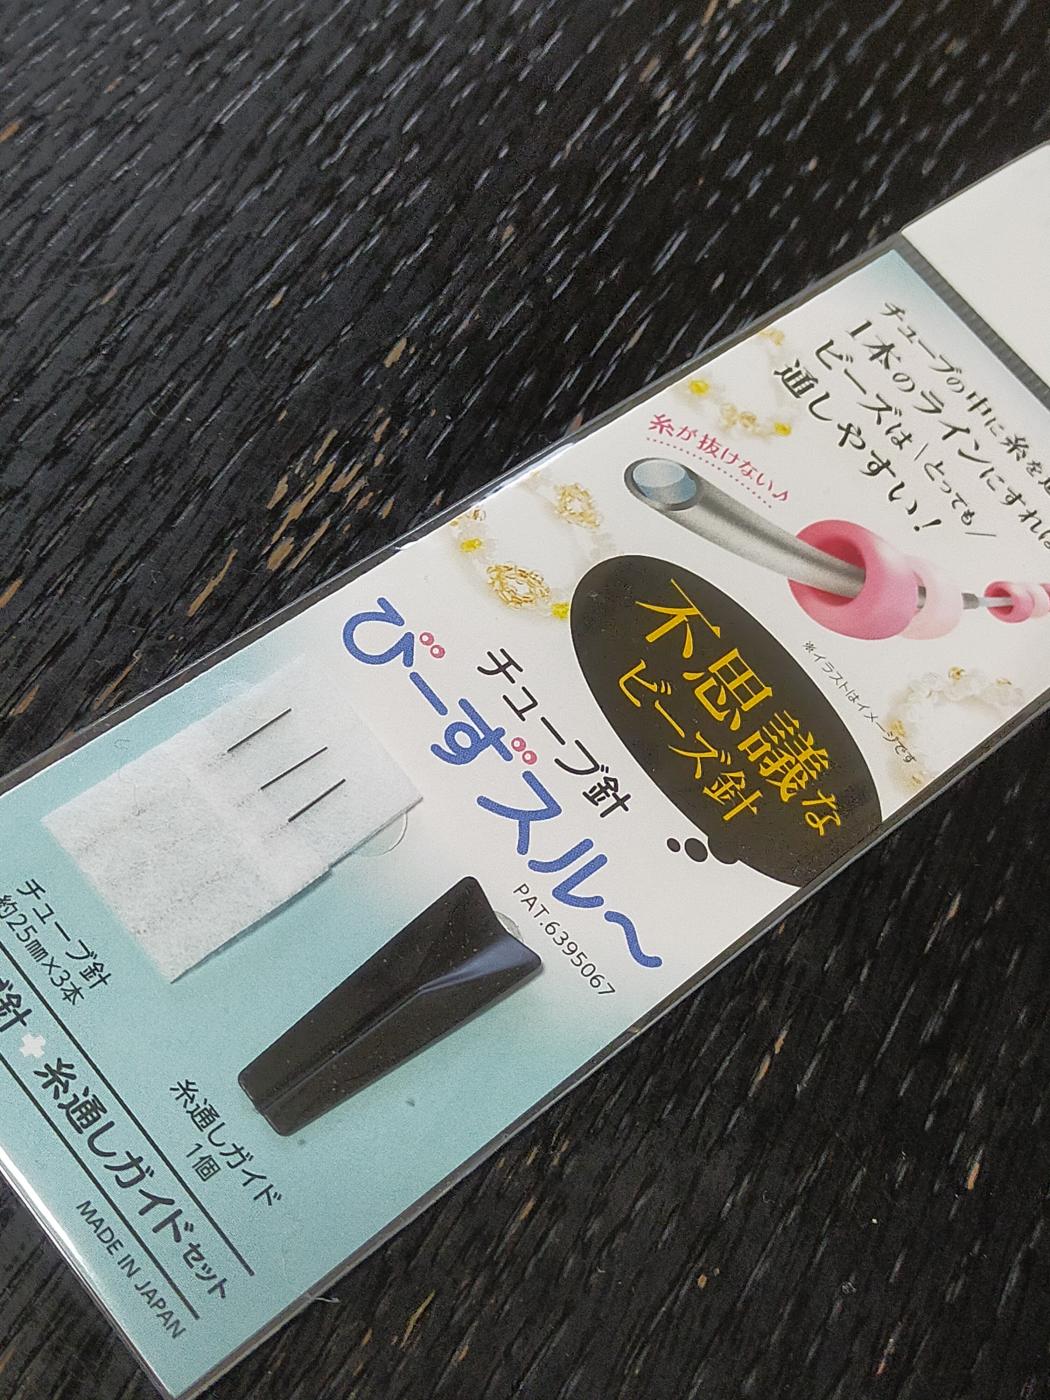 チューブの中に糸を
1本のラインにすれば
ビーズは\とっても/
通しやすい!
糸が抜けない♪
※イラストはイメージです
不思議な
ビーズ針
チューブ針
びーずスル〜
PAT.6395067
チューブ針
約25㎜×3本
糸通しガイド
1個
針+糸通しガイドセット
MADE IN JAPAN